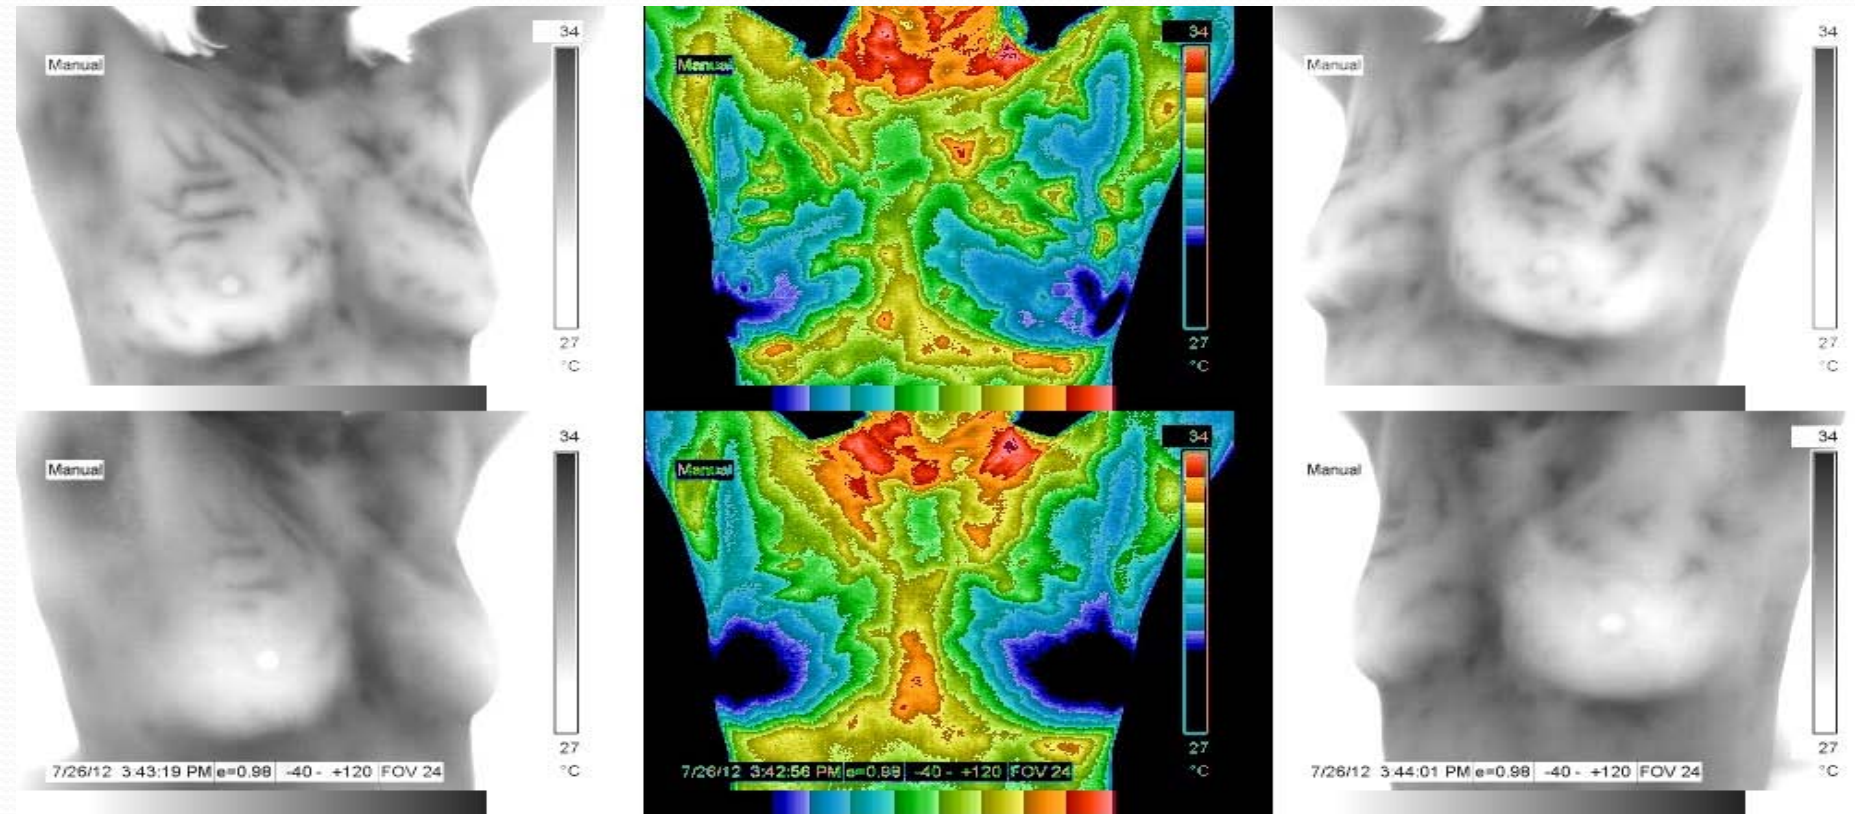 34
Manual
27
°C
34
Manual
27
°C
34
Manual
27
°C
34
Manual
27
°C
7/26/12 3:43:19 PM e=0.98 -40 - +120 FOV 24
34
Manual
27
°C
7/26/12 3:42:56 PM e=0.98 -40 - +120 FOV 24
34
Manual
27
°C
7/26/12 3:44:01 PM e=0.98 -40 - +120 FOV 24